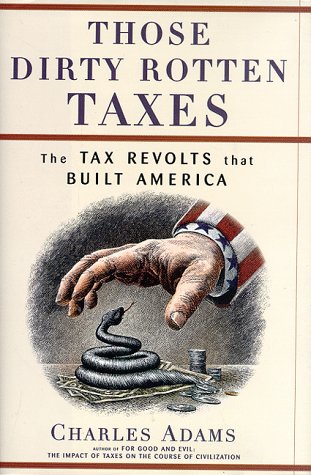 THOSE
DIRTY ROTTEN
TAXES
The TAX REVOLTS that
BUILT AMERICA
CHARLES ADAMS
AUTHOR OF FOR GOOD AND EVIL:
THE IMPACT OF TAXES ON THE COURSE OF CIVILIZATION